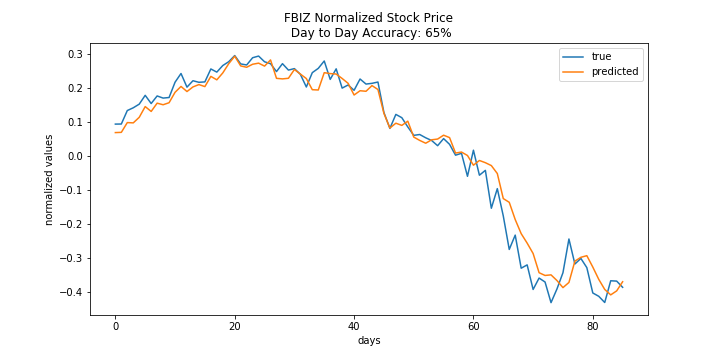 FBIZ Normalized Stock Price
Day to Day Accuracy: 65%
true
predicted
normalized values
0.3
0.2
0.1
0.0
−0.1
−0.2
−0.3
−0.4
0 20 40 60 80
days